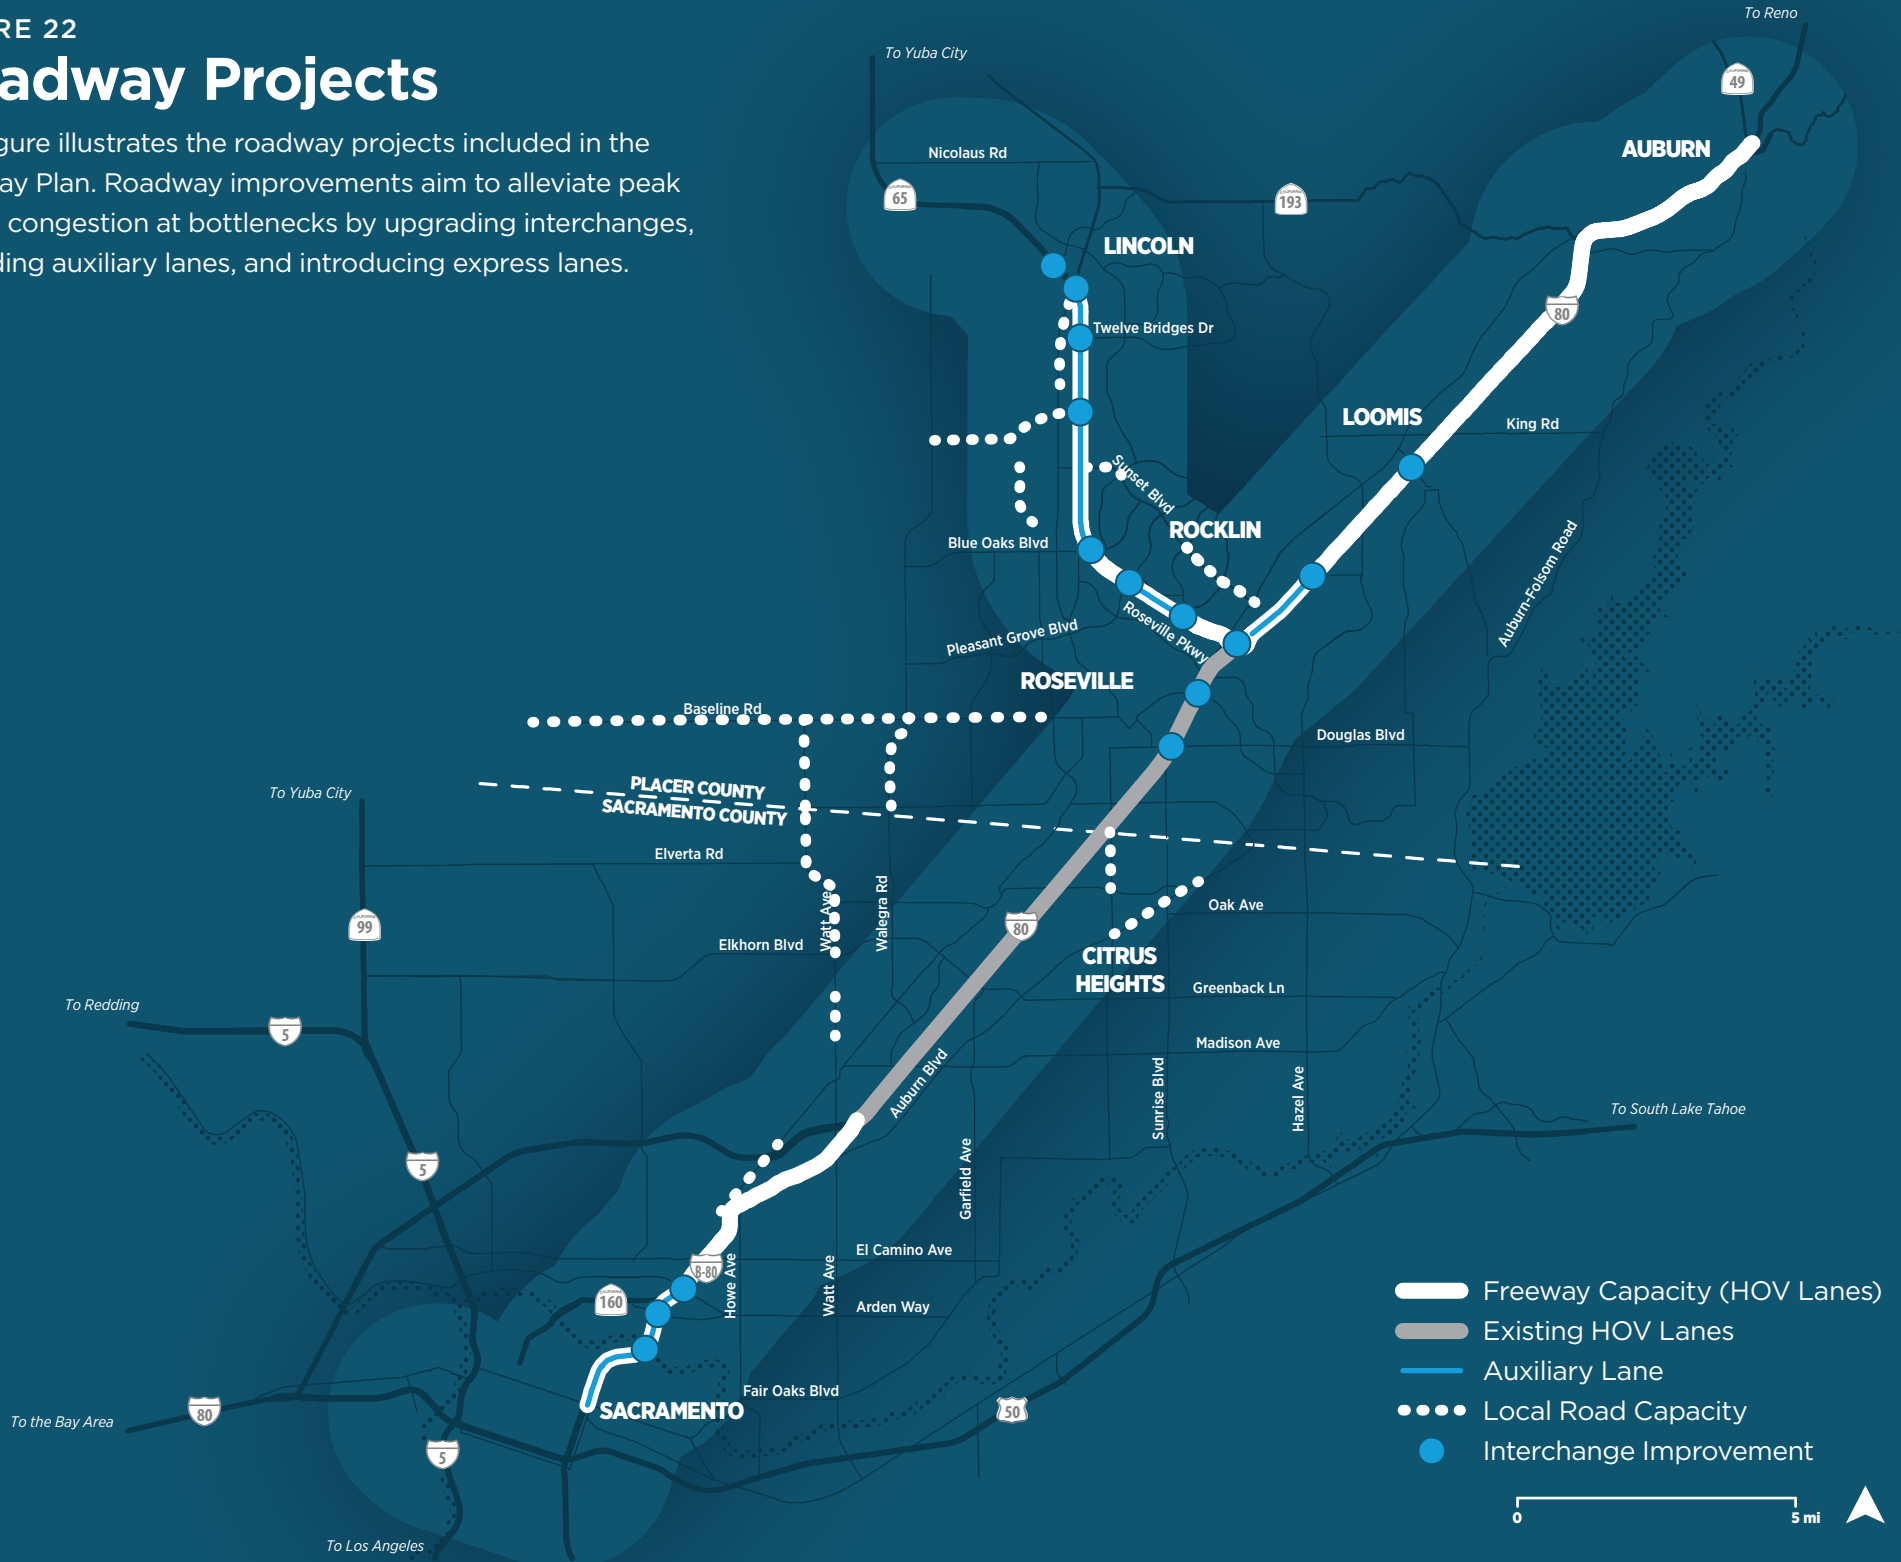 RE 22
adway Projects
gure illustrates the roadway projects included in the
ay Plan. Roadway improvements aim to alleviate peak
congestion at bottlenecks by upgrading interchanges,
ding auxiliary lanes, and introducing express lanes.
To Reno
To Yuba City
CALIFORNIA
49
AUBURN
Nicolaus Rd
CALIFORNIA
65
CALIFORNIA
193
LINCOLN
80
Twelve Bridges Dr
LOOMIS
King Rd
Sunset Blvd
ROCKLIN
Blue Oaks Blvd
Auburn-Folsom Road
Roseville Pkwy
Pleasant Grove Blvd
ROSEVILLE
Baseline Rd
Douglas Blvd
PLACER COUNTY
SACRAMENTO COUNTY
To Yuba City
Elverta Rd
Watt Ave
Walegra Rd
Oak Ave
CALIFORNIA
99
80
Elkhorn Blvd
CITRUS
HEIGHTS
Greenback Ln
To Redding
5
Madison Ave
Auburn Blvd
Sunrise Blvd
Hazel Ave
To South Lake Tahoe
5
Garfield Ave
El Camino Ave
B-80
Howe Ave
Watt Ave
CALIFORNIA
160
Arden Way
Fair Oaks Blvd
SACRAMENTO
80
To the Bay Area
50
5
To Los Angeles
Freeway Capacity (HOV Lanes)
Existing HOV Lanes
Auxiliary Lane
Local Road Capacity
Interchange Improvement
0 5 mi